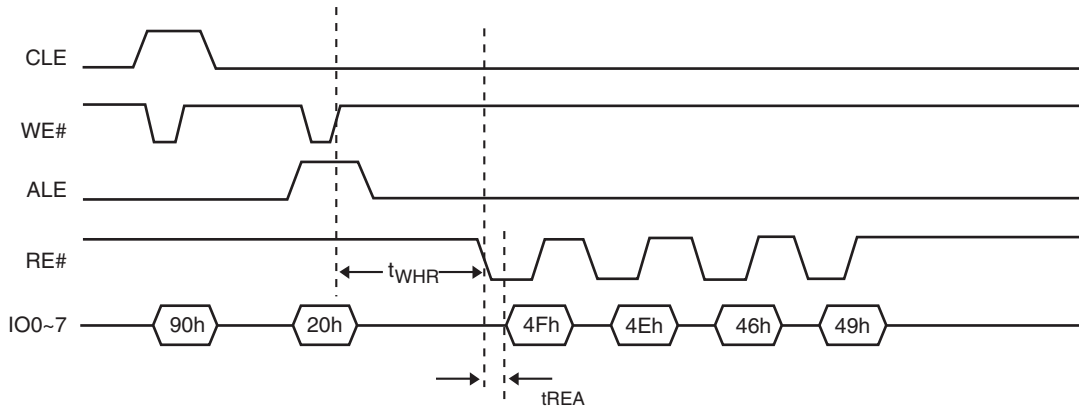 CLE
WE#
ALE
RE#
tWHR
IO0~7 90h 20h 4Fh 4Eh 46h 49h
tREA